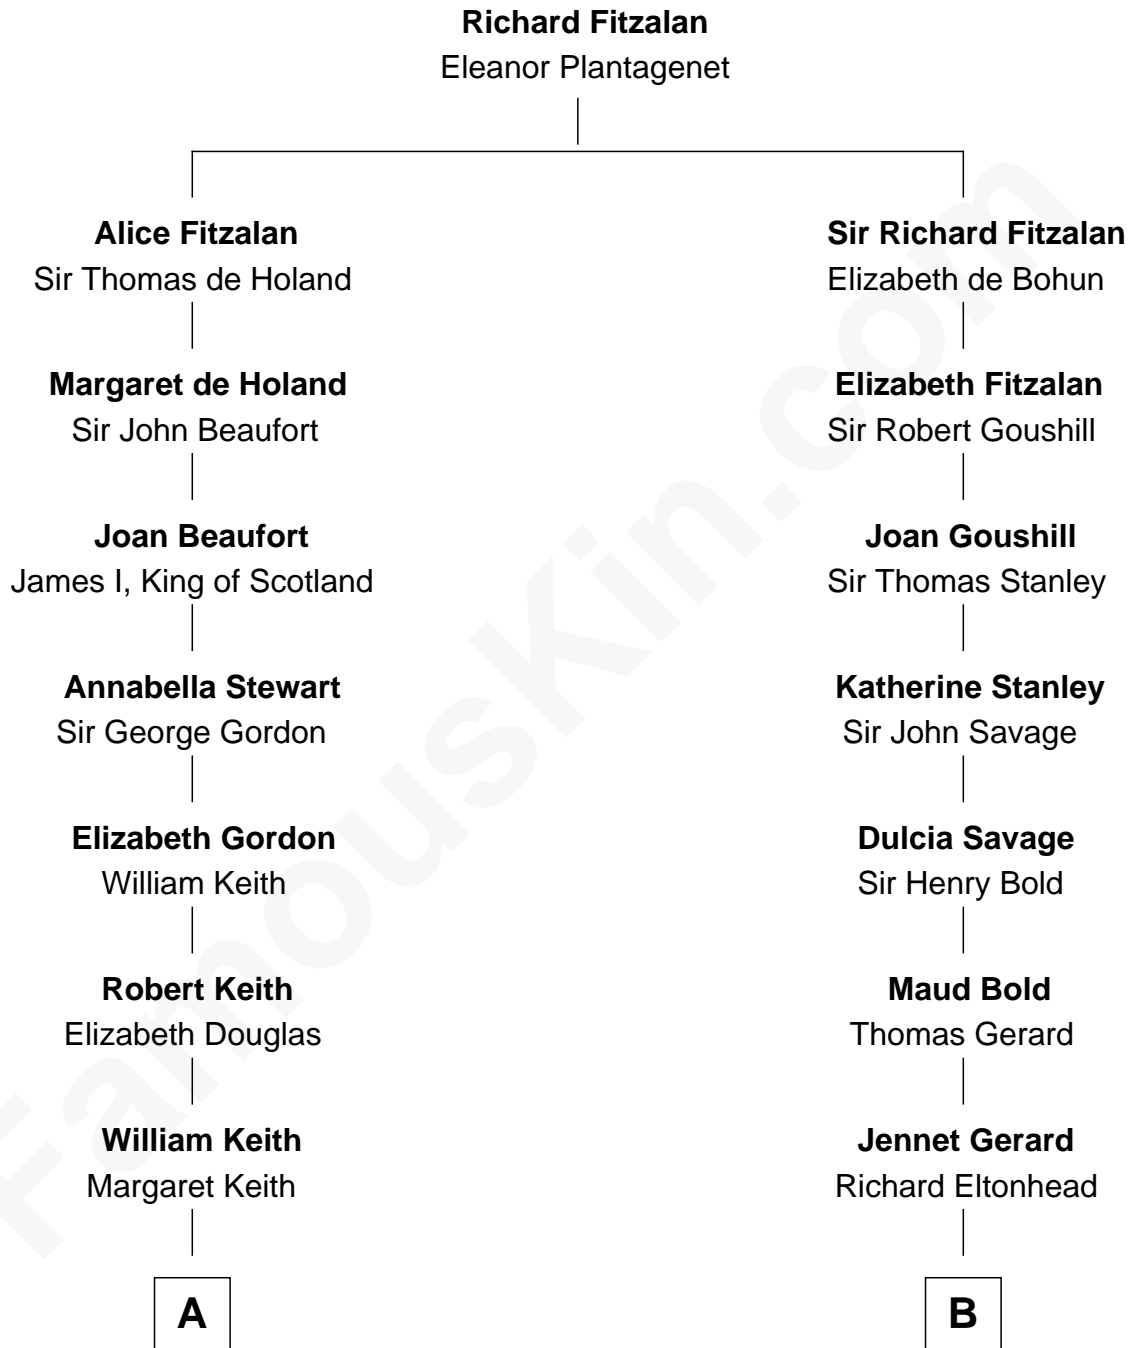 Richard Fitzalan
Eleanor Plantagenet
Alice Fitzalan
Sir Thomas de Holand
Sir Richard Fitzalan
Elizabeth de Bohun
Margaret de Holand
Sir John Beaufort
Elizabeth Fitzalan
Sir Robert Goushill
Joan Beaufort
James I, King of Scotland
Joan Goushill
Sir Thomas Stanley
Annabella Stewart
Sir George Gordon
Katherine Stanley
Sir John Savage
Elizabeth Gordon
William Keith
Dulcia Savage
Sir Henry Bold
Robert Keith
Elizabeth Douglas
Maud Bold
Thomas Gerard
William Keith
Margaret Keith
Jennet Gerard
Richard Eltonhead
A
B
FamousKin.com